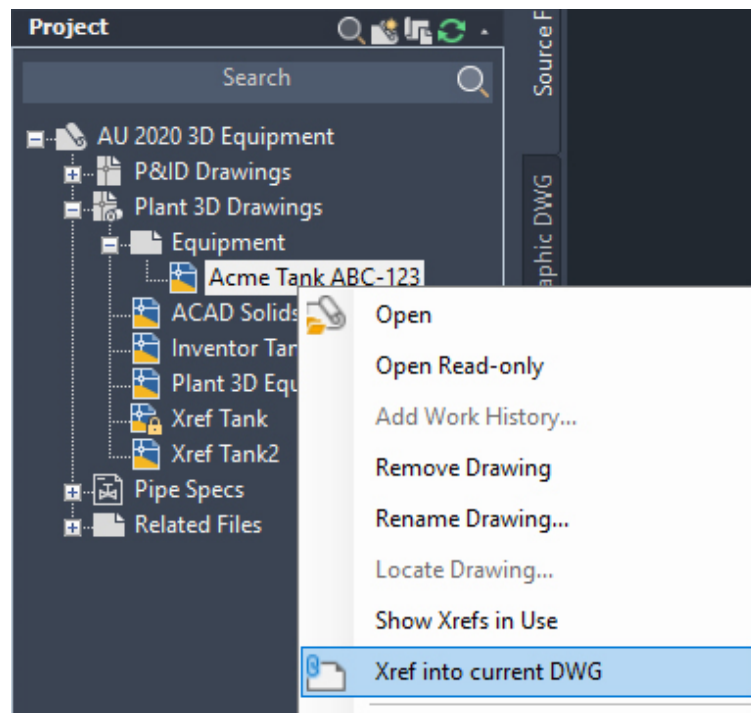 Project
Search
AU 2020 3D Equipment
P&ID Drawings
Plant 3D Drawings
Equipment
Acme Tank ABC-123
ACAD Solids
Inventor Tan
Plant 3D Equ
Xref Tank
Xref Tank2
Pipe Specs
Related Files
Source F
aphic DWG
Open
Open Read-only
Add Work History...
Remove Drawing
Rename Drawing...
Locate Drawing...
Show Xrefs in Use
Xref into current DWG